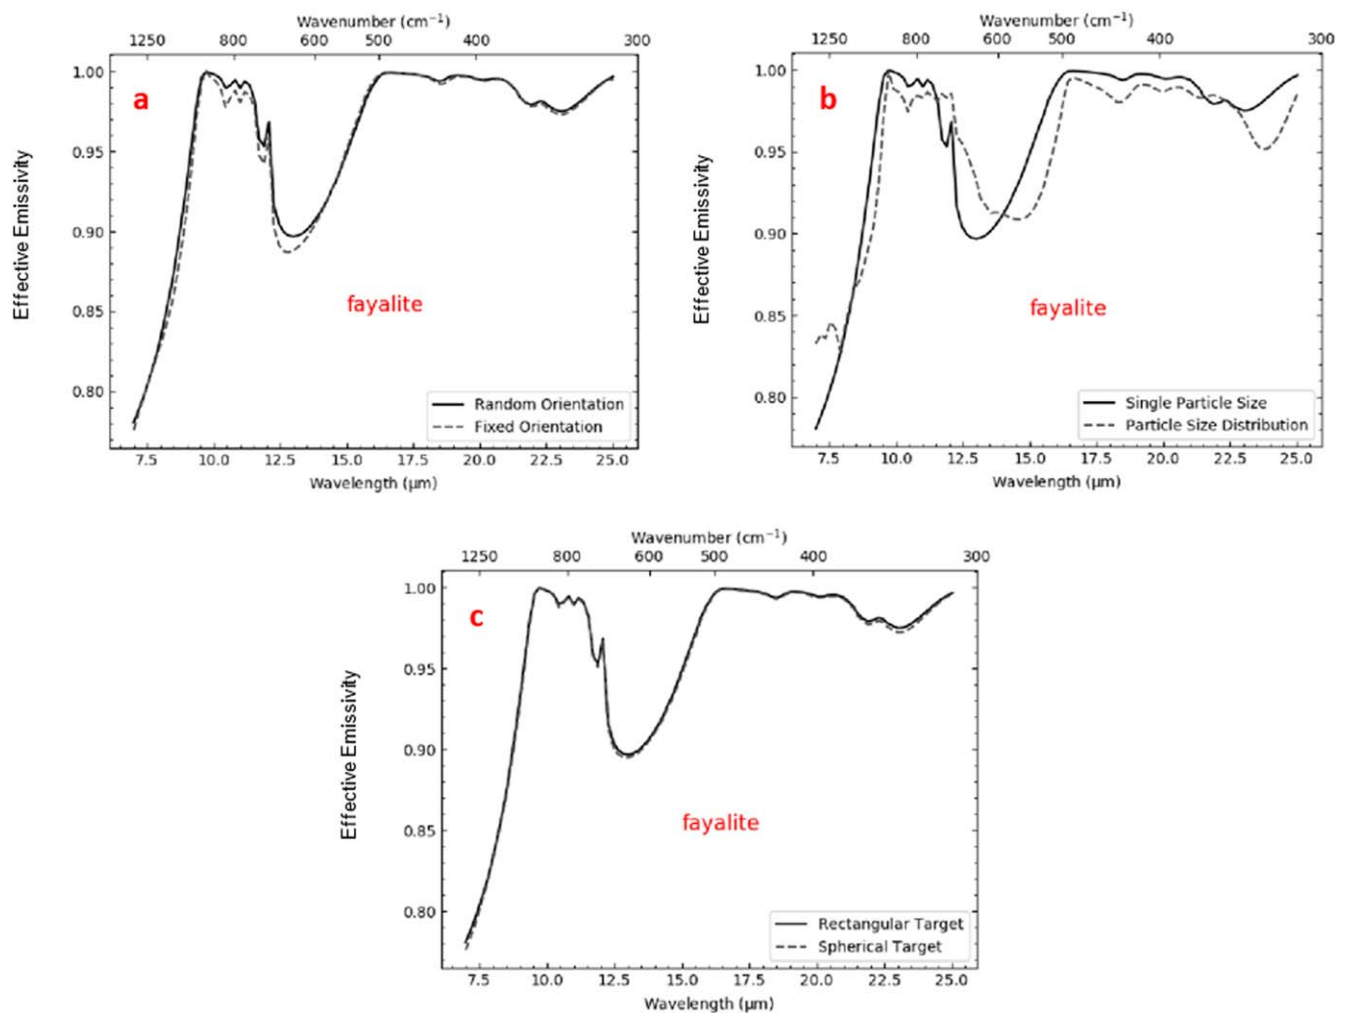 Wavenumber (cm⁻¹)
1250 800 600 500 400 300
1.00
0.95
0.90
0.85
0.80
Effective Emissivity
a
fayalite
Random Orientation
Fixed Orientation
7.5 10.0 12.5 15.0 17.5 20.0 22.5 25.0
Wavelength (µm)
Wavenumber (cm⁻¹)
1250 800 600 500 400 300
1.00
0.95
0.90
0.85
0.80
Effective Emissivity
b
fayalite
Single Particle Size
Particle Size Distribution
7.5 10.0 12.5 15.0 17.5 20.0 22.5 25.0
Wavelength (µm)
Wavenumber (cm⁻¹)
1250 800 600 500 400 300
1.00
0.95
0.90
0.85
0.80
Effective Emissivity
c
fayalite
Rectangular Target
Spherical Target
7.5 10.0 12.5 15.0 17.5 20.0 22.5 25.0
Wavelength (µm)